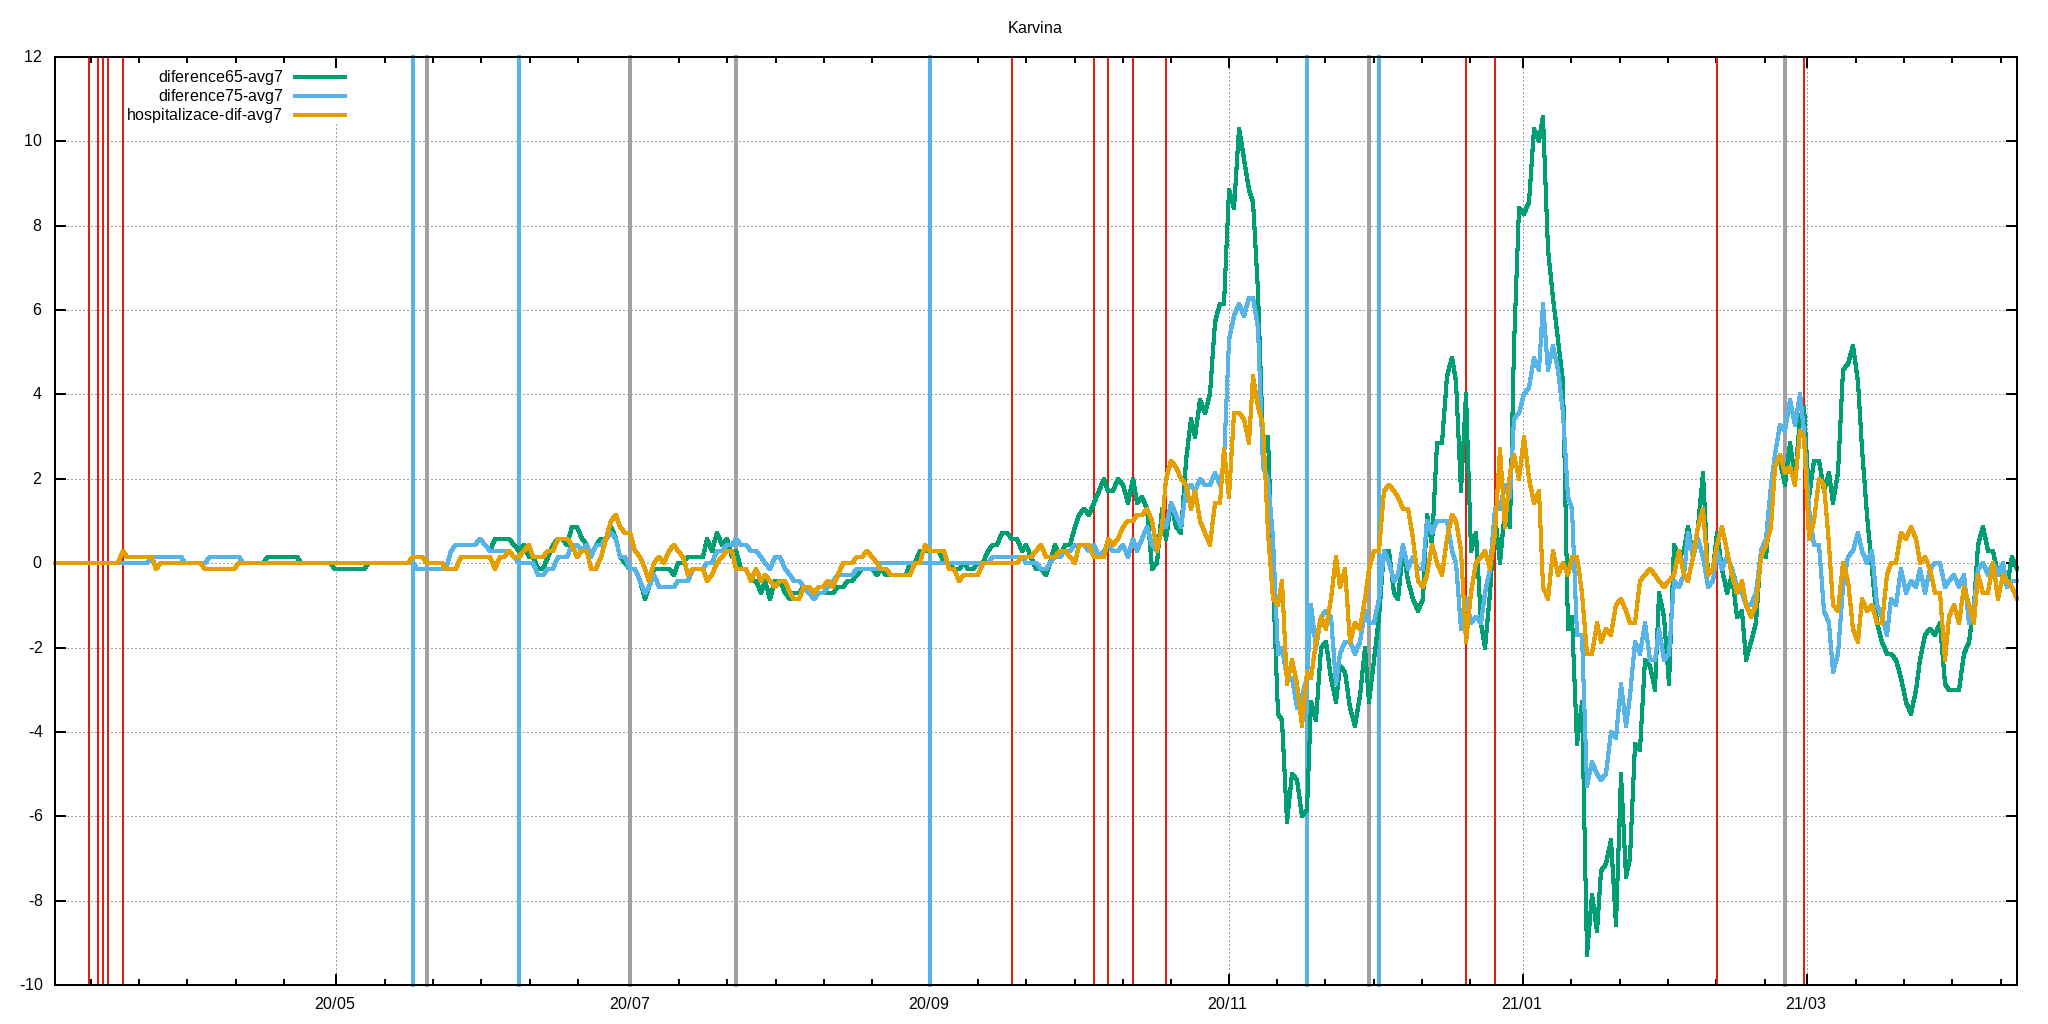 Karvina
diference65-avg7
diference75-avg7
hospitalizace-dif-avg7
12
10
8
6
4
2
0
-2
-4
-6
-8
-10
20/05 20/07 20/09 20/11 21/01 21/03